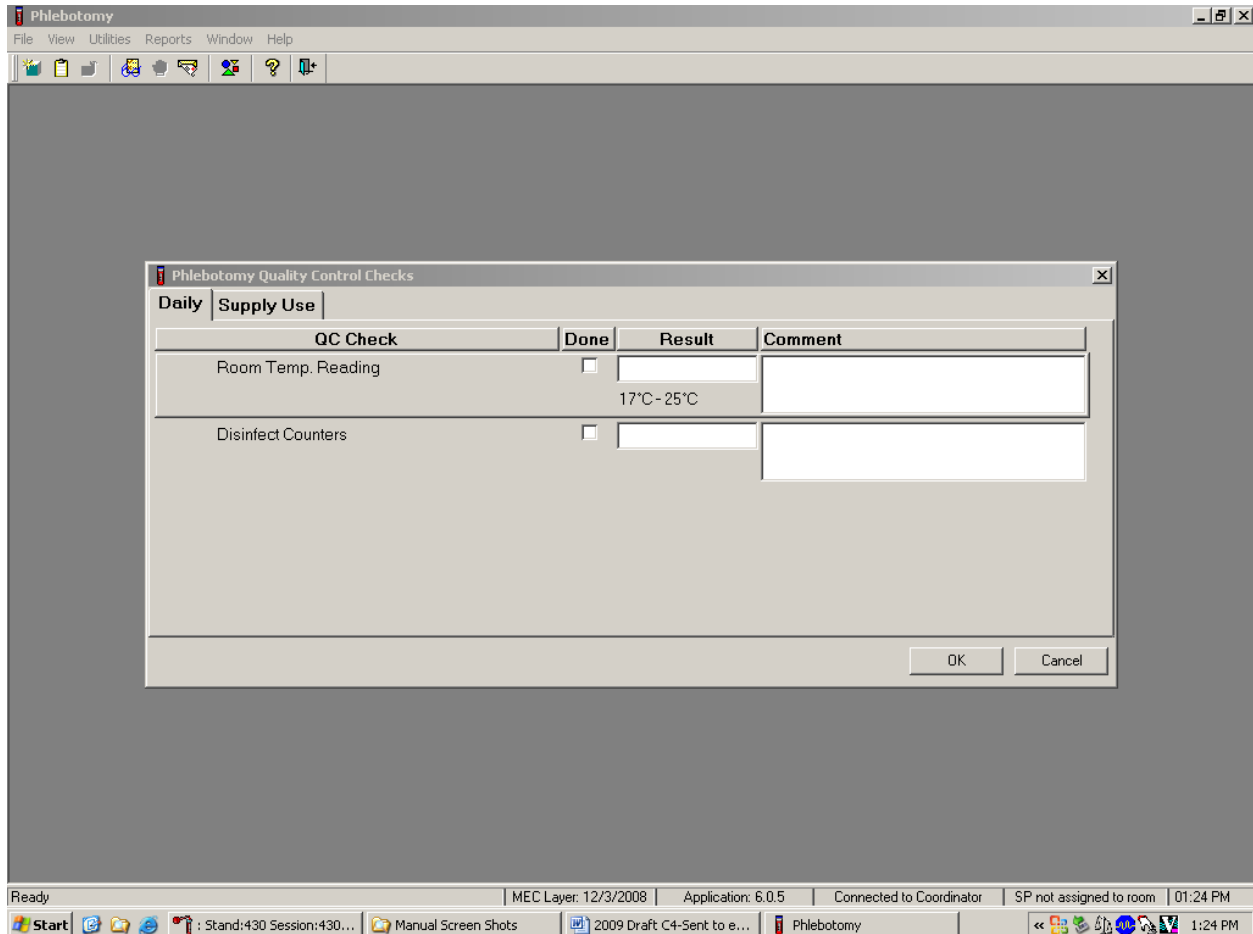 Phlebotomy
File View Utilities Reports Window Help
Phlebotomy Quality Control Checks
Daily Supply Use
QC Check Done Result Comment
Room Temp. Reading
17°C - 25°C
Disinfect Counters
OK Cancel
Ready MEC Layer: 12/3/2008 Application: 6.0.5 Connected to Coordinator SP not assigned to room 01:24 PM
Start : Stand:430 Session:430... Manual Screen Shots 2009 Draft C4-Sent to e... Phlebotomy « 1:24 PM